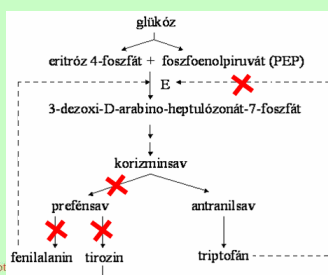 glükóz
eritróz 4-foszfát + foszfoenolpiruvát (PEP)
E
3-dezoxi-D-arabino-heptulózonát-7-foszfát
korizminsav
prefénsav antranilsav
fenilalanin tirozin triptofán